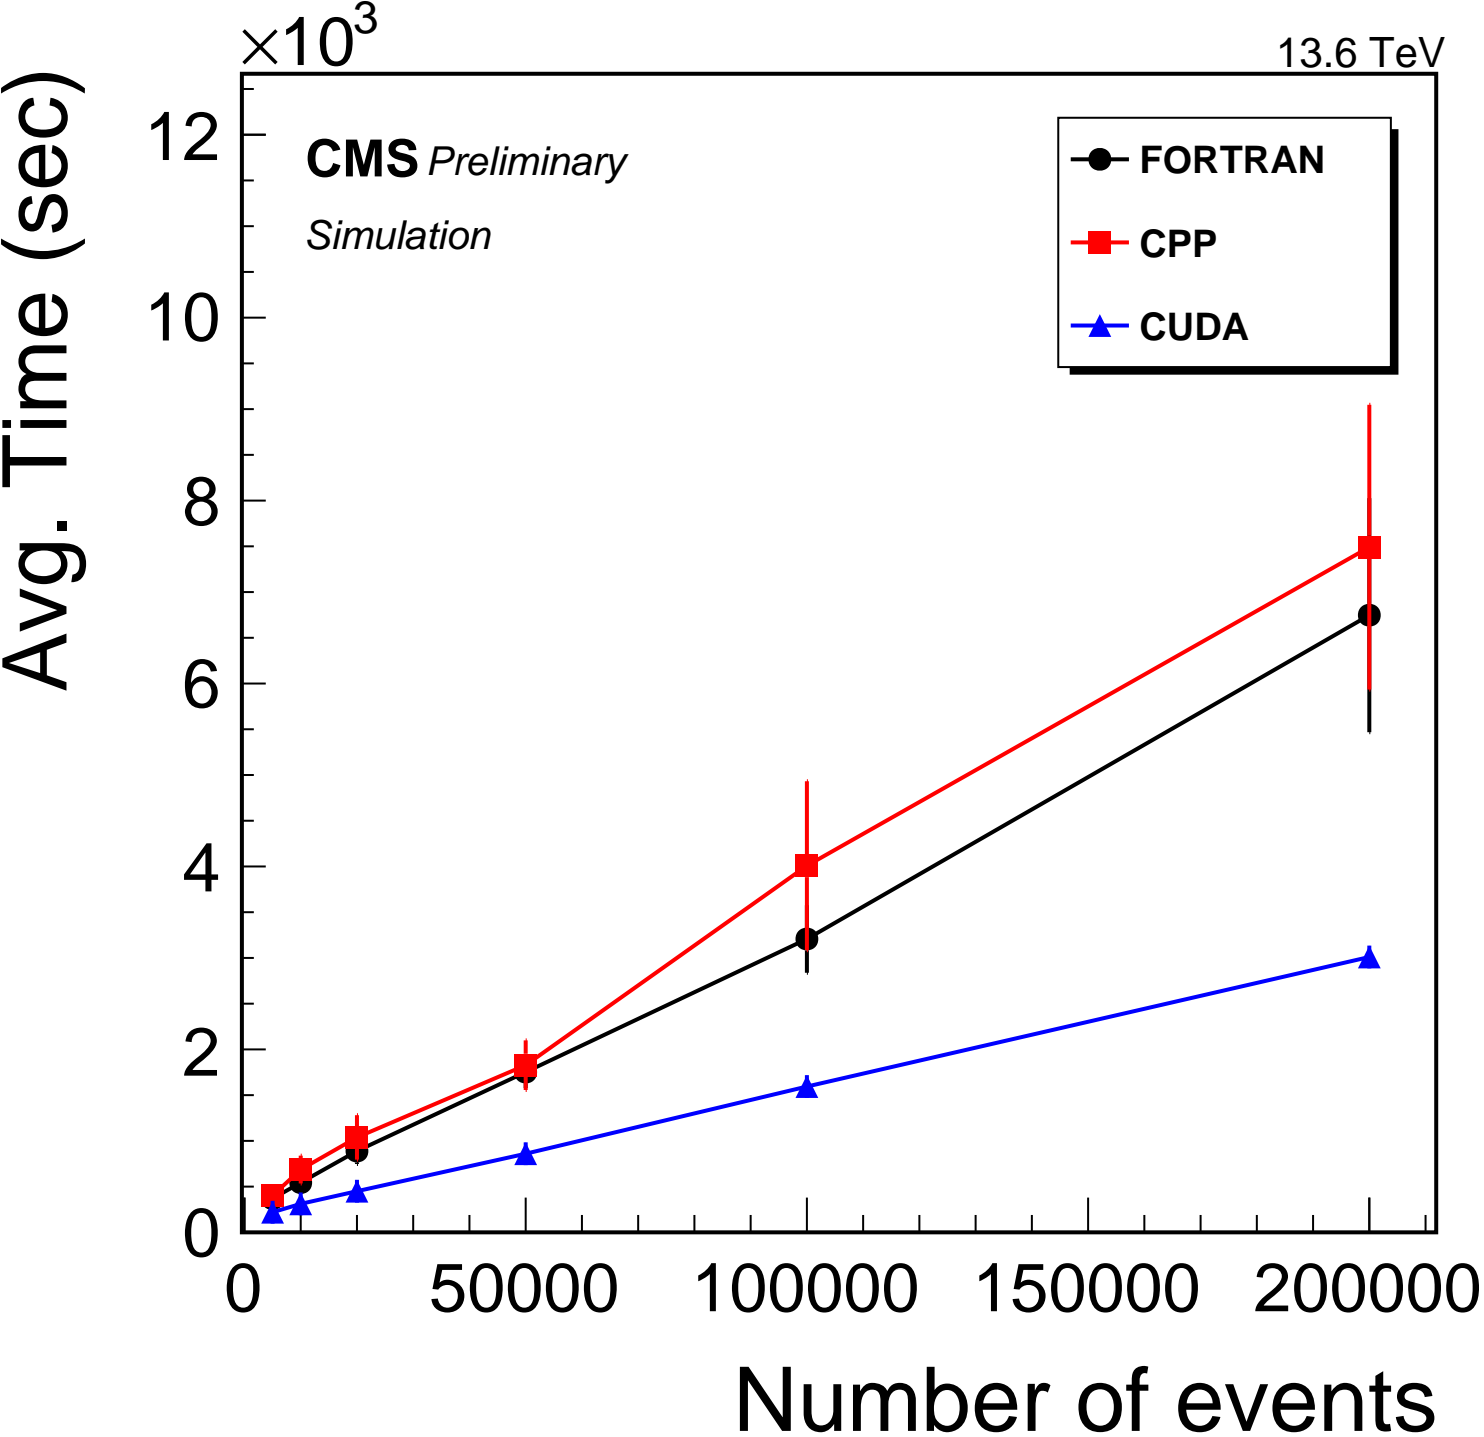 ×10³
13.6 TeV
Avg. Time (sec)
12
10
8
6
4
2
0
CMS Preliminary
Simulation
FORTRAN
CPP
CUDA
0 50000 100000 150000 200000
Number of events